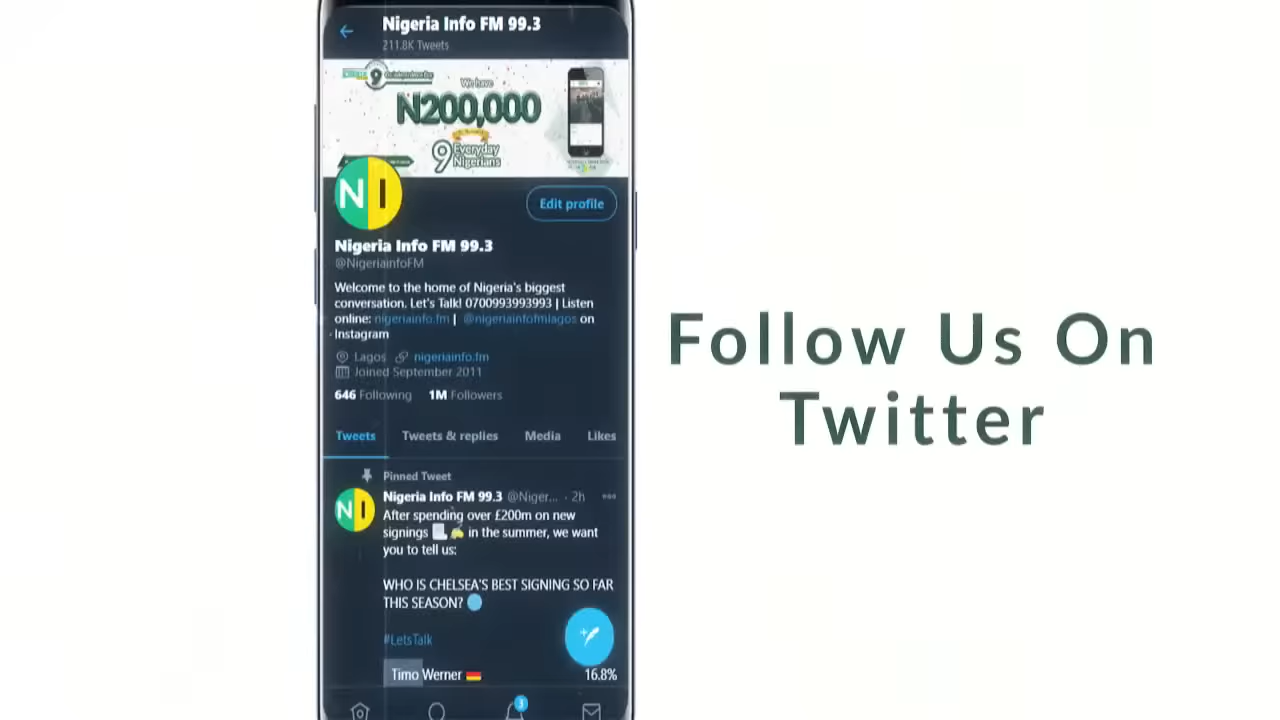 Nigeria Info FM 99.3
211.8K Tweets
We have
N200,000
9 Everyday
Nigerians
N I
Edit profile
Nigeria Info FM 99.3
@NigeriainfoFM
Welcome to the home of Nigeria's biggest
conversation. Let's Talk! 0700993993993 | Listen
online: nigeriainfo.fm | @nigeriainfofmlagos on
Instagram
Lagos nigeriainfo.fm
Joined September 2011
646 Following 1M Followers
Tweets Tweets & replies Media Likes
Pinned Tweet
N I
Nigeria Info FM 99.3 @Niger... · 2h
After spending over £200m on new
signings 📃✍ in the summer, we want
you to tell us:
WHO IS CHELSEA'S BEST SIGNING SO FAR
THIS SEASON? 🔵
#LetsTalk
Timo Werner 🇩🇪 16.8%
3
Follow Us On
Twitter